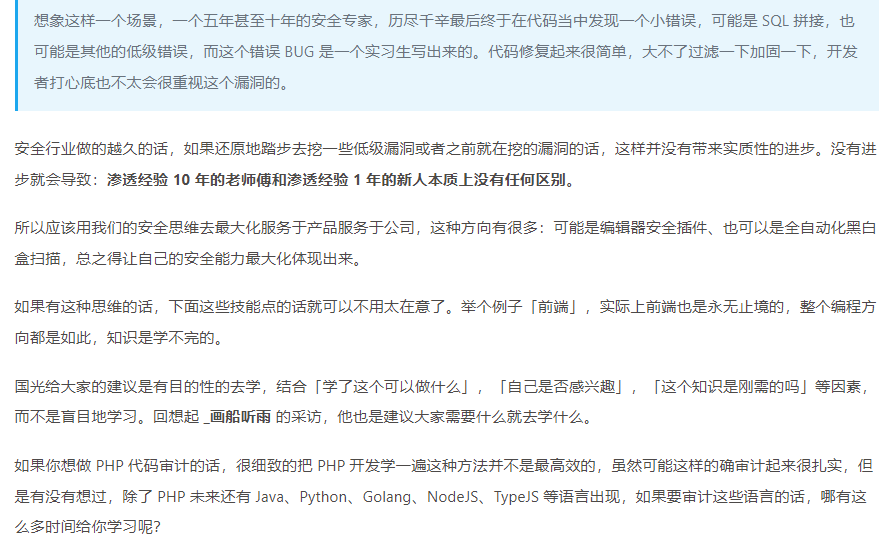 想象这样一个场景，一个五年甚至十年的安全专家，历尽千辛最后终于在代码当中发现一个小错误，可能是 SQL 拼接，也
可能是其他的低级错误，而这个错误 BUG 是一个实习生写出来的。代码修复起来很简单，大不了过滤一下加固一下，开发
者打心底也不太会很重视这个漏洞的。
安全行业做的越久的话，如果还原地踏步去挖一些低级漏洞或者之前就在挖的漏洞的话，这样并没有带来实质性的进步。没有进
步就会导致：渗透经验 10 年的老师傅和渗透经验 1 年的新人本质上没有任何区别。
所以应该用我们的安全思维去最大化服务于产品服务于公司，这种方向有很多：可能是编辑器安全插件、也可以是全自动化黑白
盒扫描，总之得让自己的安全能力最大化体现出来。
如果有这种思维的话，下面这些技能点的话就可以不用太在意了。举个例子「前端」，实际上前端也是永无止境的，整个编程方
向都是如此，知识是学不完的。
国光给大家的建议是有目的性的去学，结合「学了这个可以做什么」，「自己是否感兴趣」，「这个知识是刚需的吗」等因素，
而不是盲目地学习。回想起 _画船听雨 的采访，他也是建议大家需要什么就去学什么。
如果你想做 PHP 代码审计的话，很细致的把 PHP 开发学一遍这种方法并不是最高效的，虽然可能这样的确审计起来很扎实，但
是有没有想过，除了 PHP 未来还有 Java、Python、Golang、NodeJS、TypeJS 等语言出现，如果要审计这些语言的话，哪有这
么多时间给你学习呢？